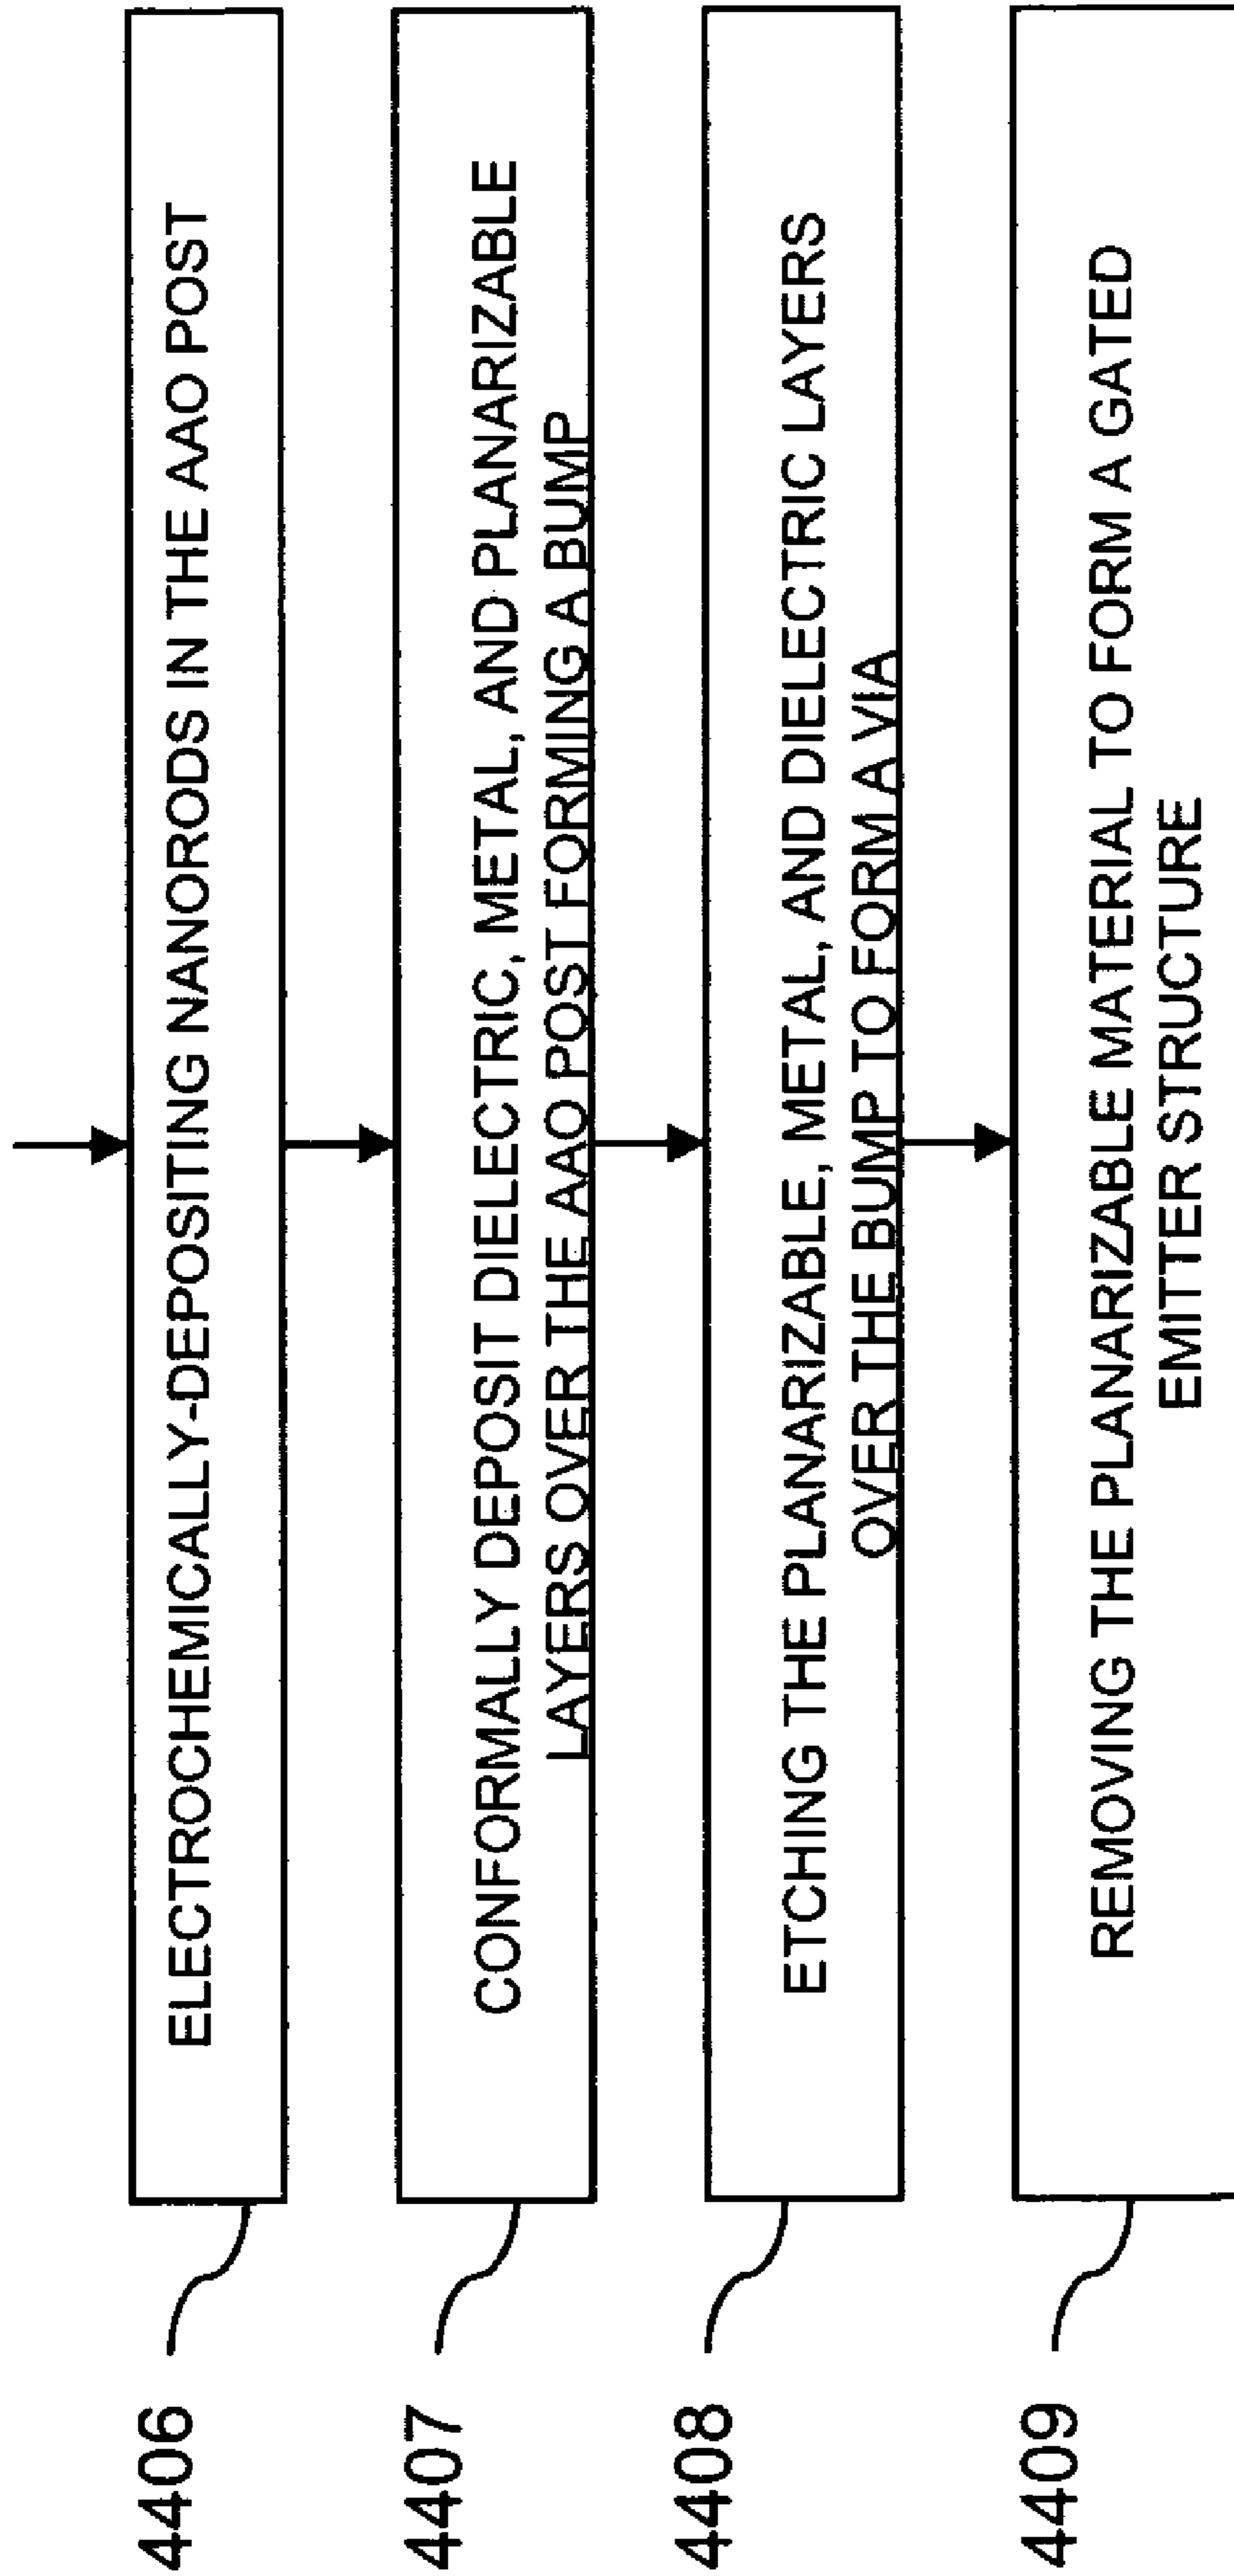 4406
ELECTROCHEMICALLY-DEPOSITING NANORODS IN THE AAO POST
4407
CONFORMALLY DEPOSIT DIELECTRIC, METAL, AND PLANARIZABLE
LAYERS OVER THE AAO POST FORMING A BUMP
4408
ETCHING THE PLANARIZABLE, METAL, AND DIELECTRIC LAYERS
OVER THE BUMP TO FORM A VIA
4409
REMOVING THE PLANARIZABLE MATERIAL TO FORM A GATED
EMITTER STRUCTURE